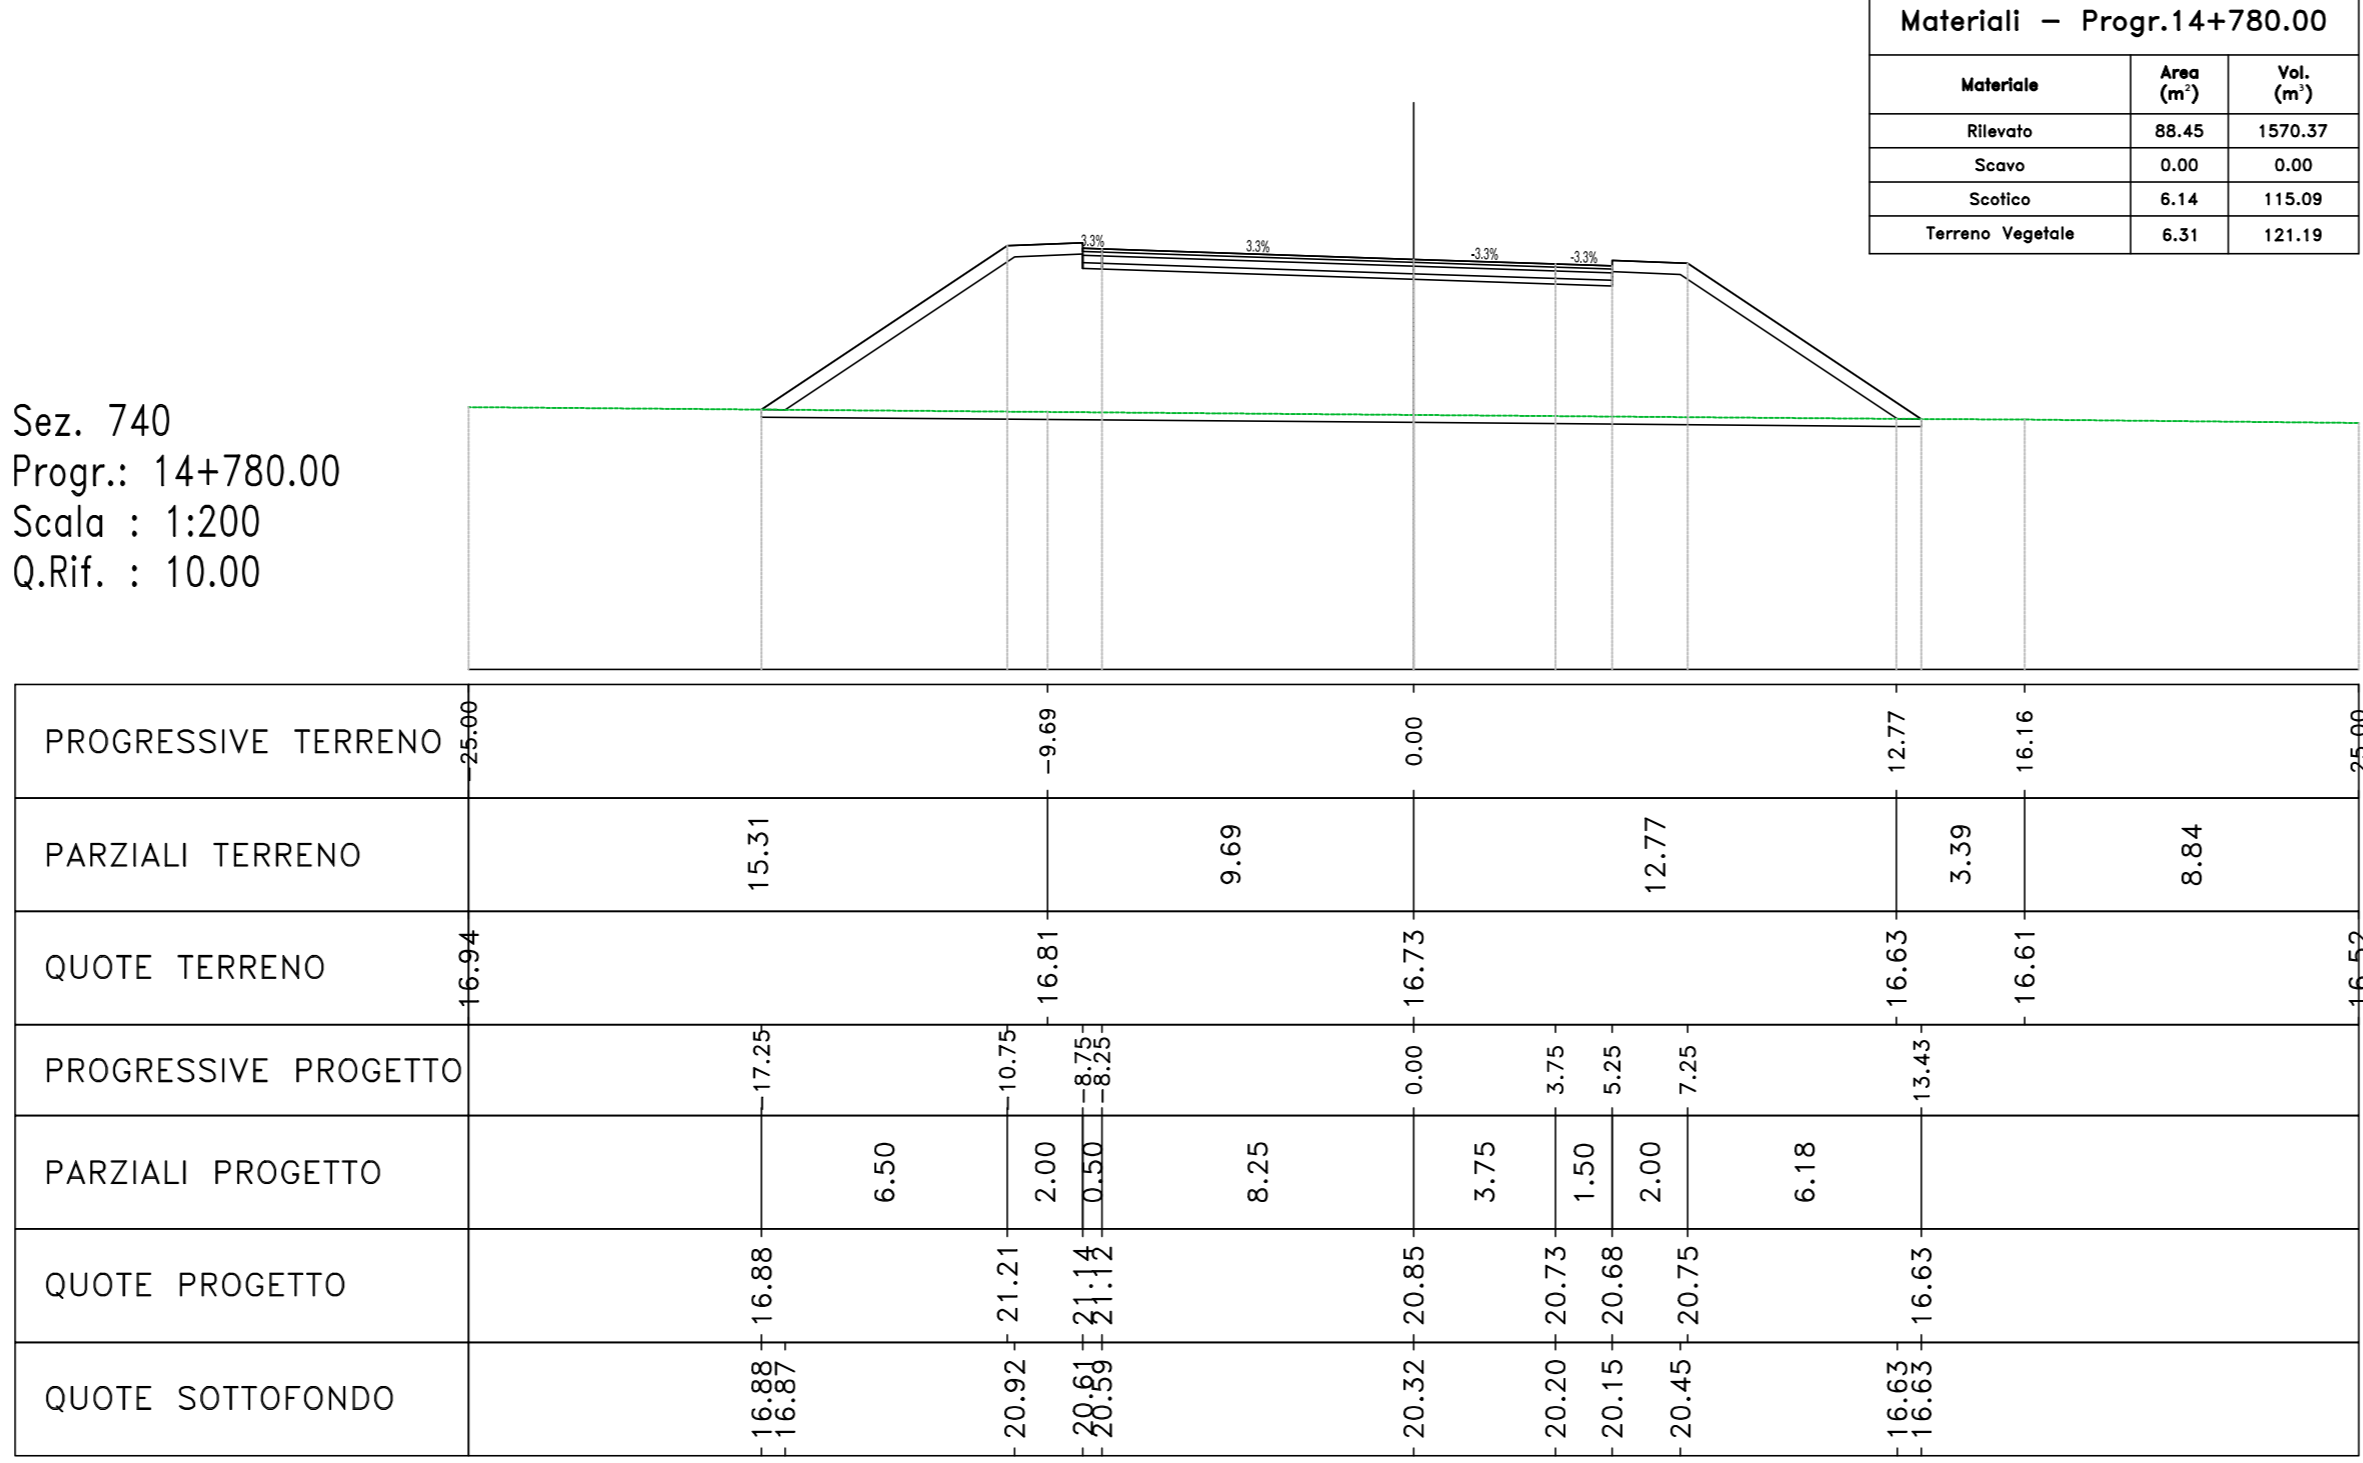 Materiali - Progr.14+780.00
Materiale Area (m²) Vol. (m³)
Rilevato 88.45 1570.37
Scavo 0.00 0.00
Scotico 6.14 115.09
Terreno Vegetale 6.31 121.19
3.3% 3.3% -3.3% -3.3%
Sez. 740
Progr.: 14+780.00
Scala : 1:200
Q.Rif. : 10.00
PROGRESSIVE TERRENO -25.00 -9.69 0.00 12.77 16.16 25.00
PARZIALI TERRENO 15.31 9.69 12.77 3.39 8.84
QUOTE TERRENO 16.94 16.81 16.73 16.63 16.61 16.52
PROGRESSIVE PROGETTO -17.25 -10.75 -8.75 -8.25 0.00 3.75 5.25 7.25 13.43
PARZIALI PROGETTO 6.50 2.00 0.50 8.25 3.75 1.50 2.00 6.18
QUOTE PROGETTO 16.88 21.21 21.14 21.12 20.85 20.73 20.68 20.75 16.63
QUOTE SOTTOFONDO 16.88 16.87 20.92 20.61 20.59 20.32 20.20 20.15 20.45 16.63 16.63